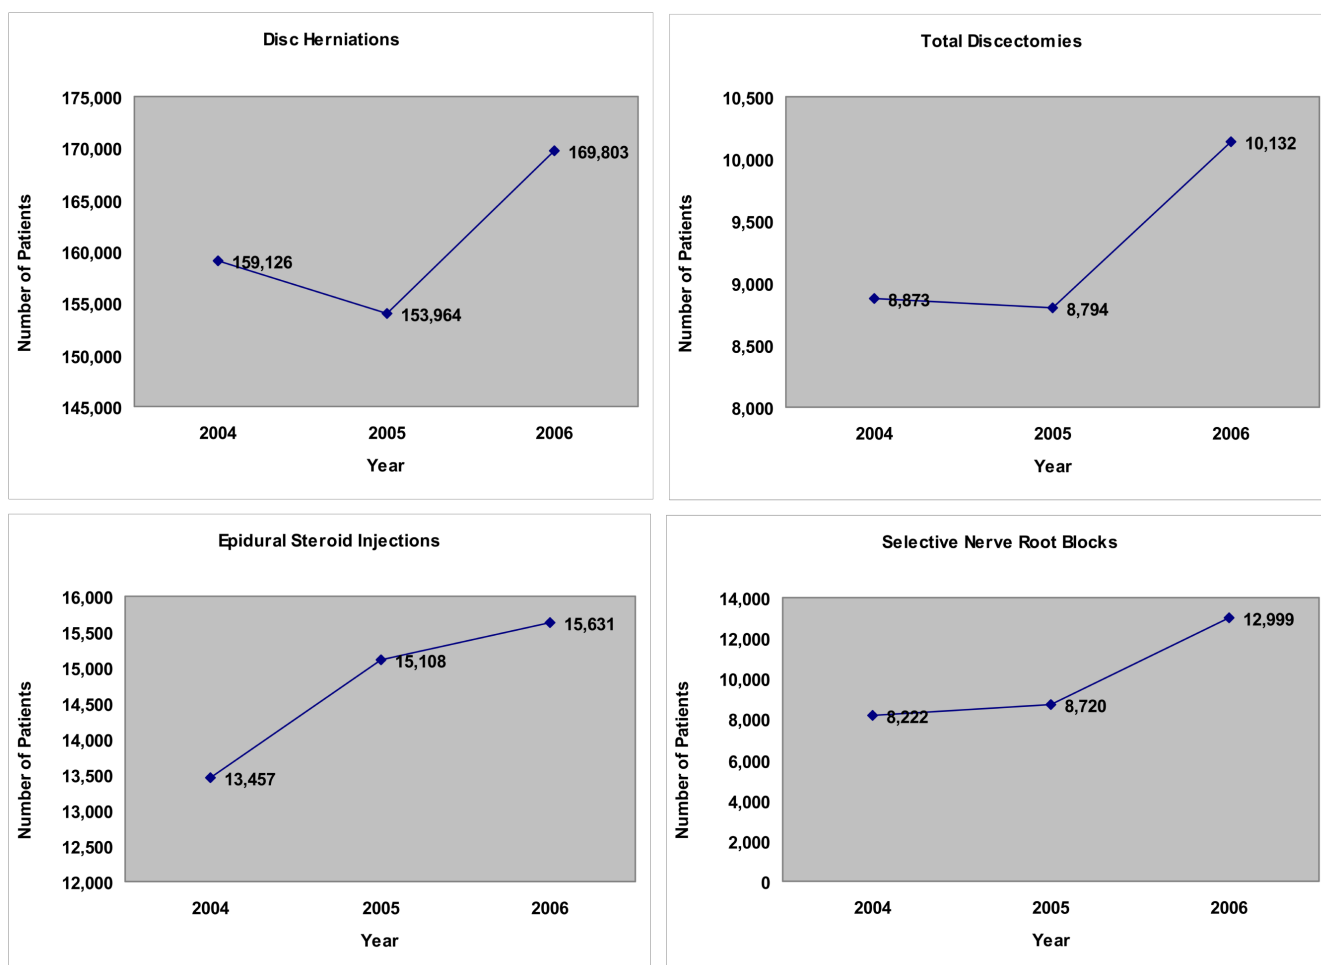 Disc Herniations
175,000
170,000
165,000
160,000
155,000
150,000
145,000
Number of Patients
159,126
153,964
169,803
2004 2005 2006
Year
Total Discectomies
10,500
10,000
9,500
9,000
8,500
8,000
Number of Patients
8,873
8,794
10,132
2004 2005 2006
Year
Epidural Steroid Injections
16,000
15,500
15,000
14,500
14,000
13,500
13,000
12,500
12,000
Number of Patients
13,457
15,108
15,631
2004 2005 2006
Year
Selective Nerve Root Blocks
14,000
12,000
10,000
8,000
6,000
4,000
2,000
0
Number of Patients
8,222
8,720
12,999
2004 2005 2006
Year